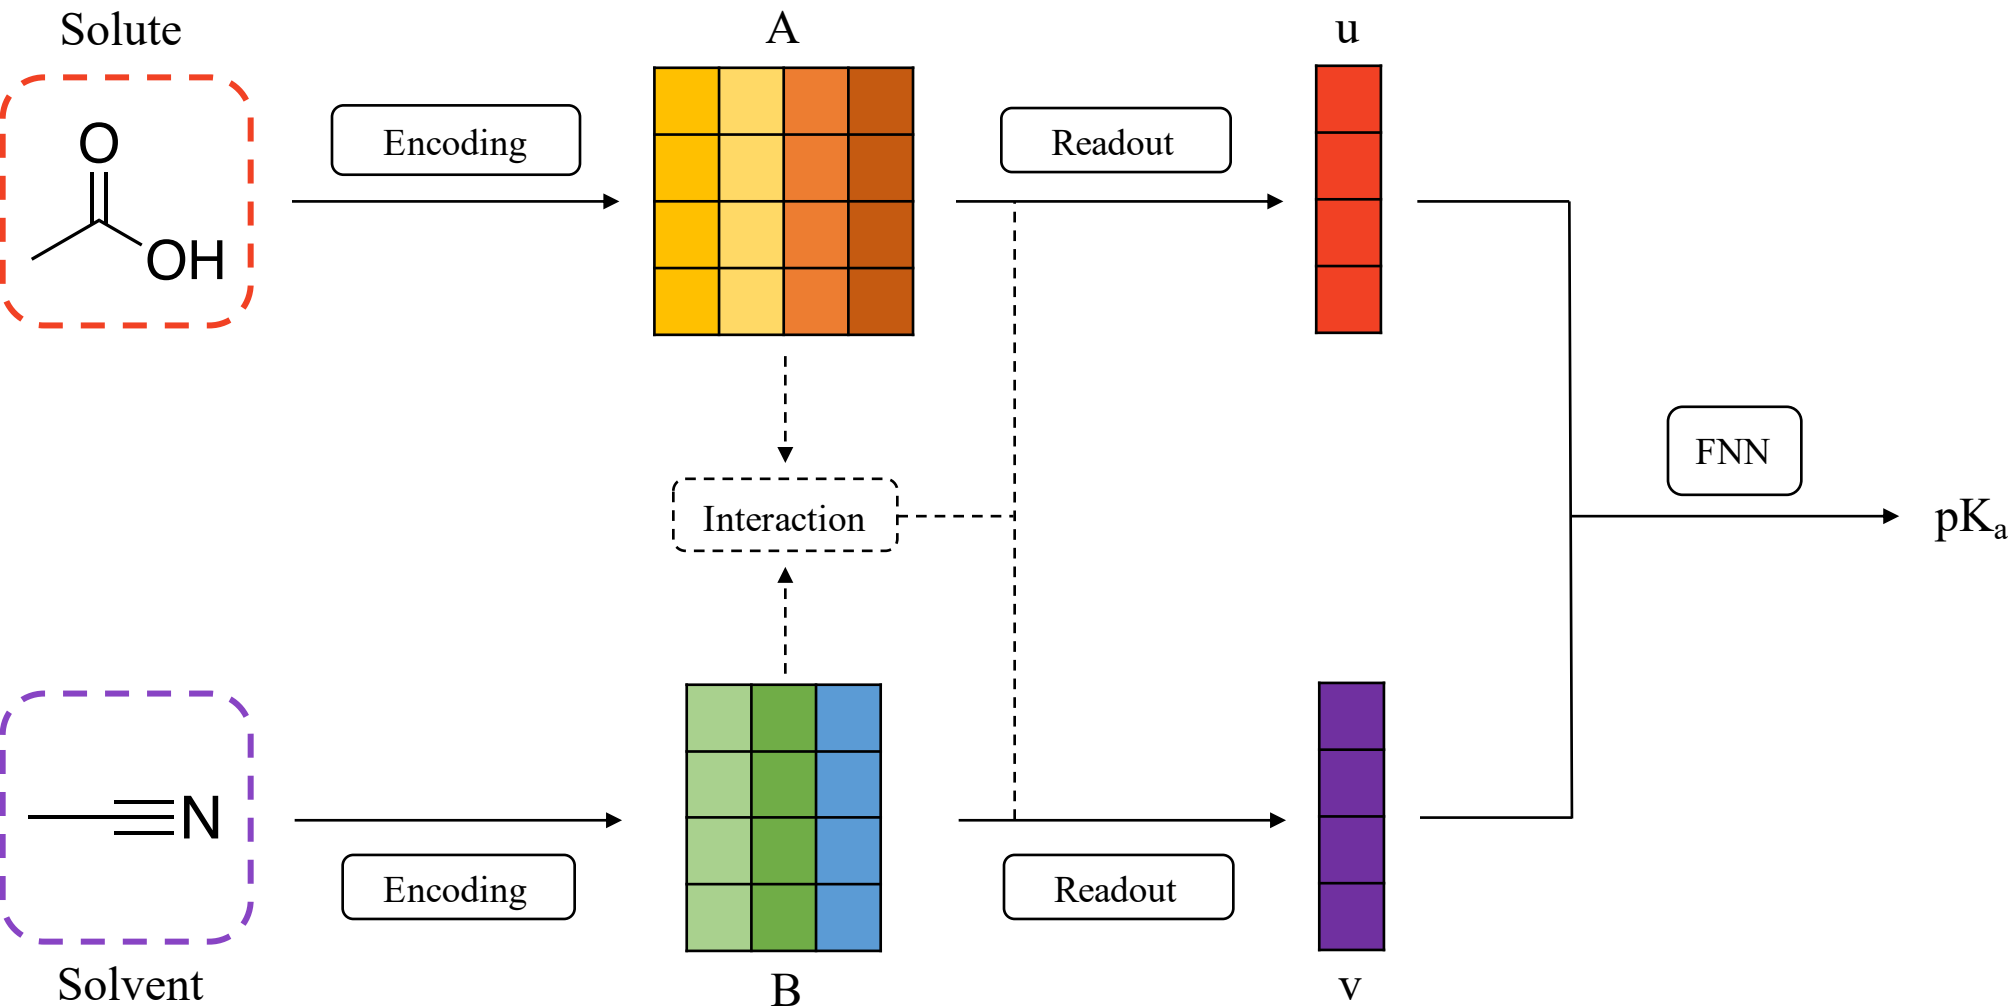 Solute
A
u
Encoding
Readout
O
OH
FNN
Interaction
pKₐ
N
Encoding
Readout
Solvent
B
v